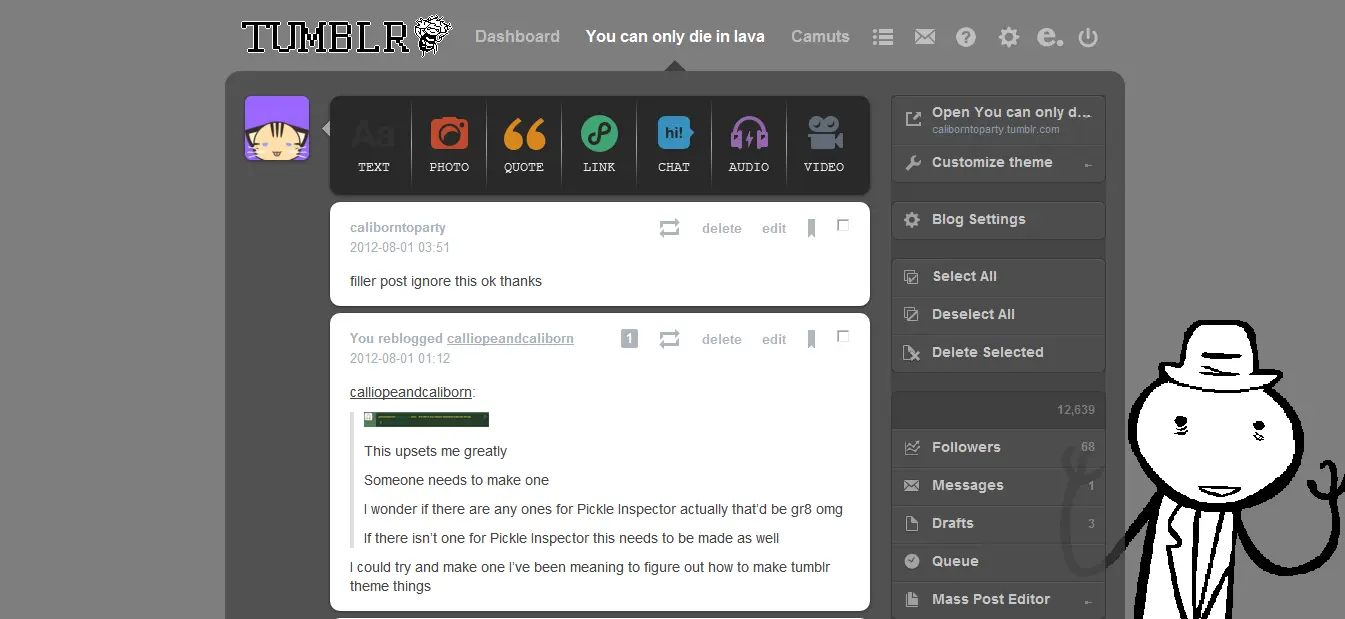 TUMBLR Dashboard You can only die in lava Camuts ? e.
Aa
TEXT PHOTO QUOTE LINK hi! CHAT AUDIO VIDEO
Open You can only d...
caliborntoparty.tumblr.com
Customize theme
Blog Settings
Select All
Deselect All
Delete Selected
12,639
Followers 68
Messages 1
Drafts 3
Queue
Mass Post Editor
caliborntoparty delete edit
2012-08-01 03:51
filler post ignore this ok thanks
You reblogged calliopeandcaliborn 1 delete edit
2012-08-01 01:12
calliopeandcaliborn:
This upsets me greatly
Someone needs to make one
I wonder if there are any ones for Pickle Inspector actually that'd be gr8 omg
If there isn't one for Pickle Inspector this needs to be made as well
I could try and make one I've been meaning to figure out how to make tumblr
theme things